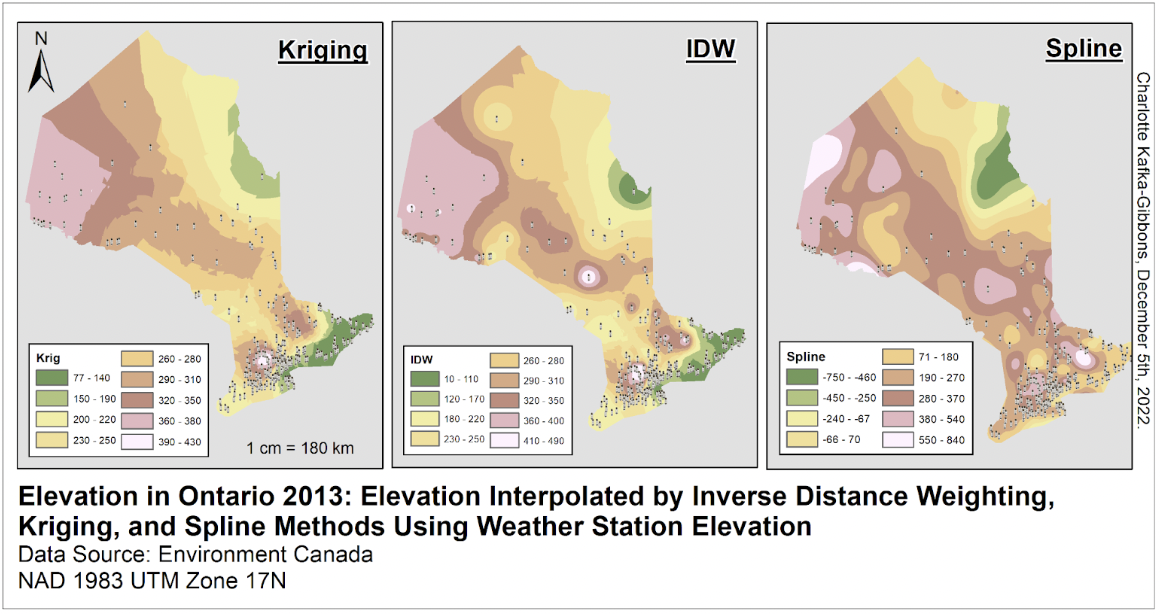 N
Kriging
Krig
77 - 140
150 - 190
200 - 220
230 - 250
260 - 280
290 - 310
320 - 350
360 - 380
390 - 430
1 cm = 180 km
IDW
IDW
10 - 110
120 - 170
180 - 220
230 - 250
260 - 280
290 - 310
320 - 350
360 - 400
410 - 490
Spline
Spline
-750 - -460
-450 - -250
-240 - -67
-66 - 70
71 - 180
190 - 270
280 - 370
380 - 540
550 - 840
Charlotte Kafka-Gibbons, December 5th, 2022.
Elevation in Ontario 2013: Elevation Interpolated by Inverse Distance Weighting,
Kriging, and Spline Methods Using Weather Station Elevation
Data Source: Environment Canada
NAD 1983 UTM Zone 17N